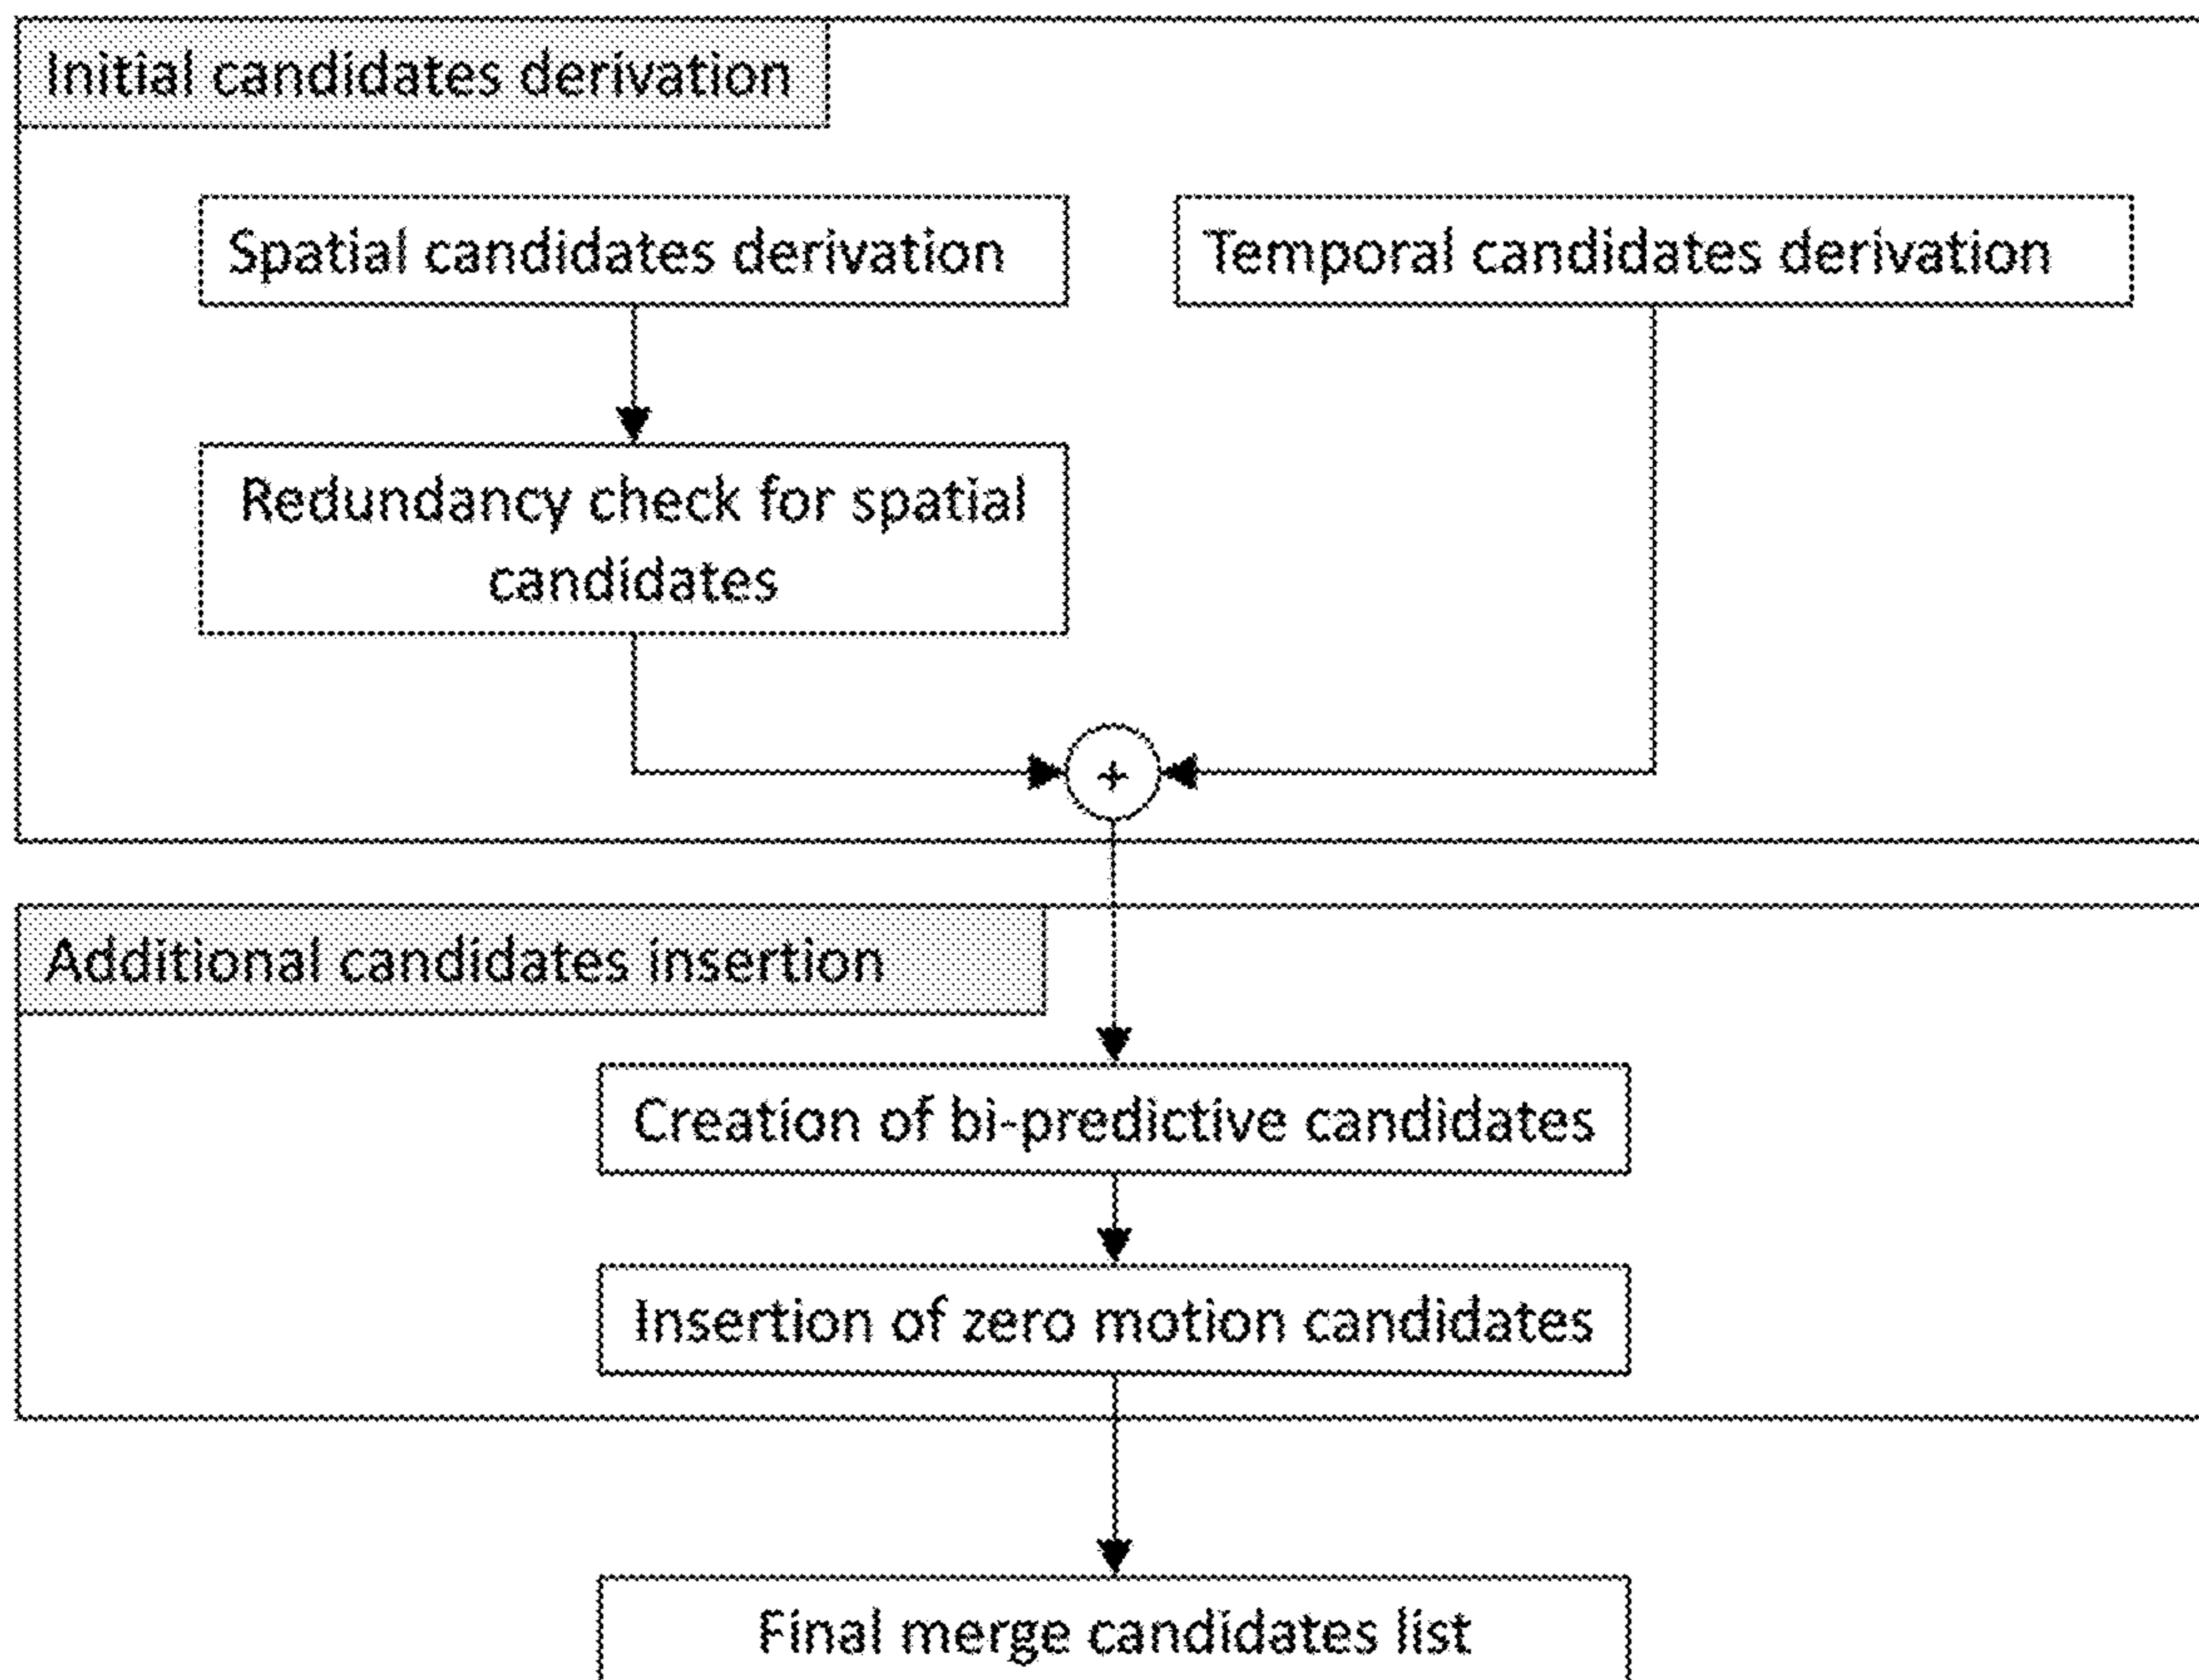 Initial candidates derivation
Spatial candidates derivation
Temporal candidates derivation
Redundancy check for spatial
candidates
+
Additional candidates insertion
Creation of bi-predictive candidates
Insertion of zero motion candidates
Final merge candidates list